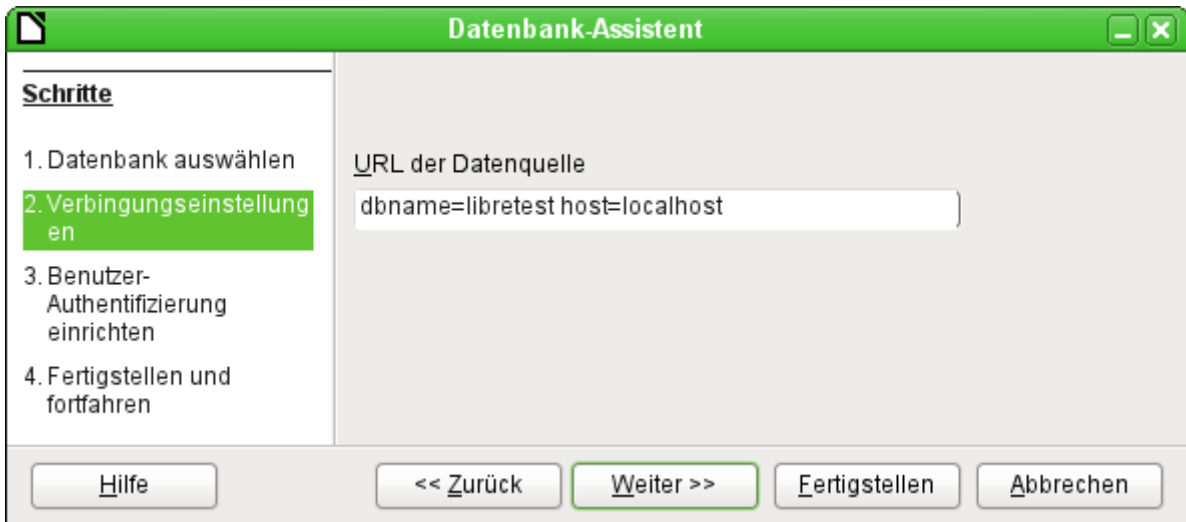 Datenbank-Assistent
Schritte
1. Datenbank auswählen
2. Verbingungseinstellung
en
3. Benutzer-
Authentifizierung
einrichten
4. Fertigstellen und
fortfahren
URL der Datenquelle
dbname=libretest host=localhost
Hilfe
<< Zurück
Weiter >>
Fertigstellen
Abbrechen